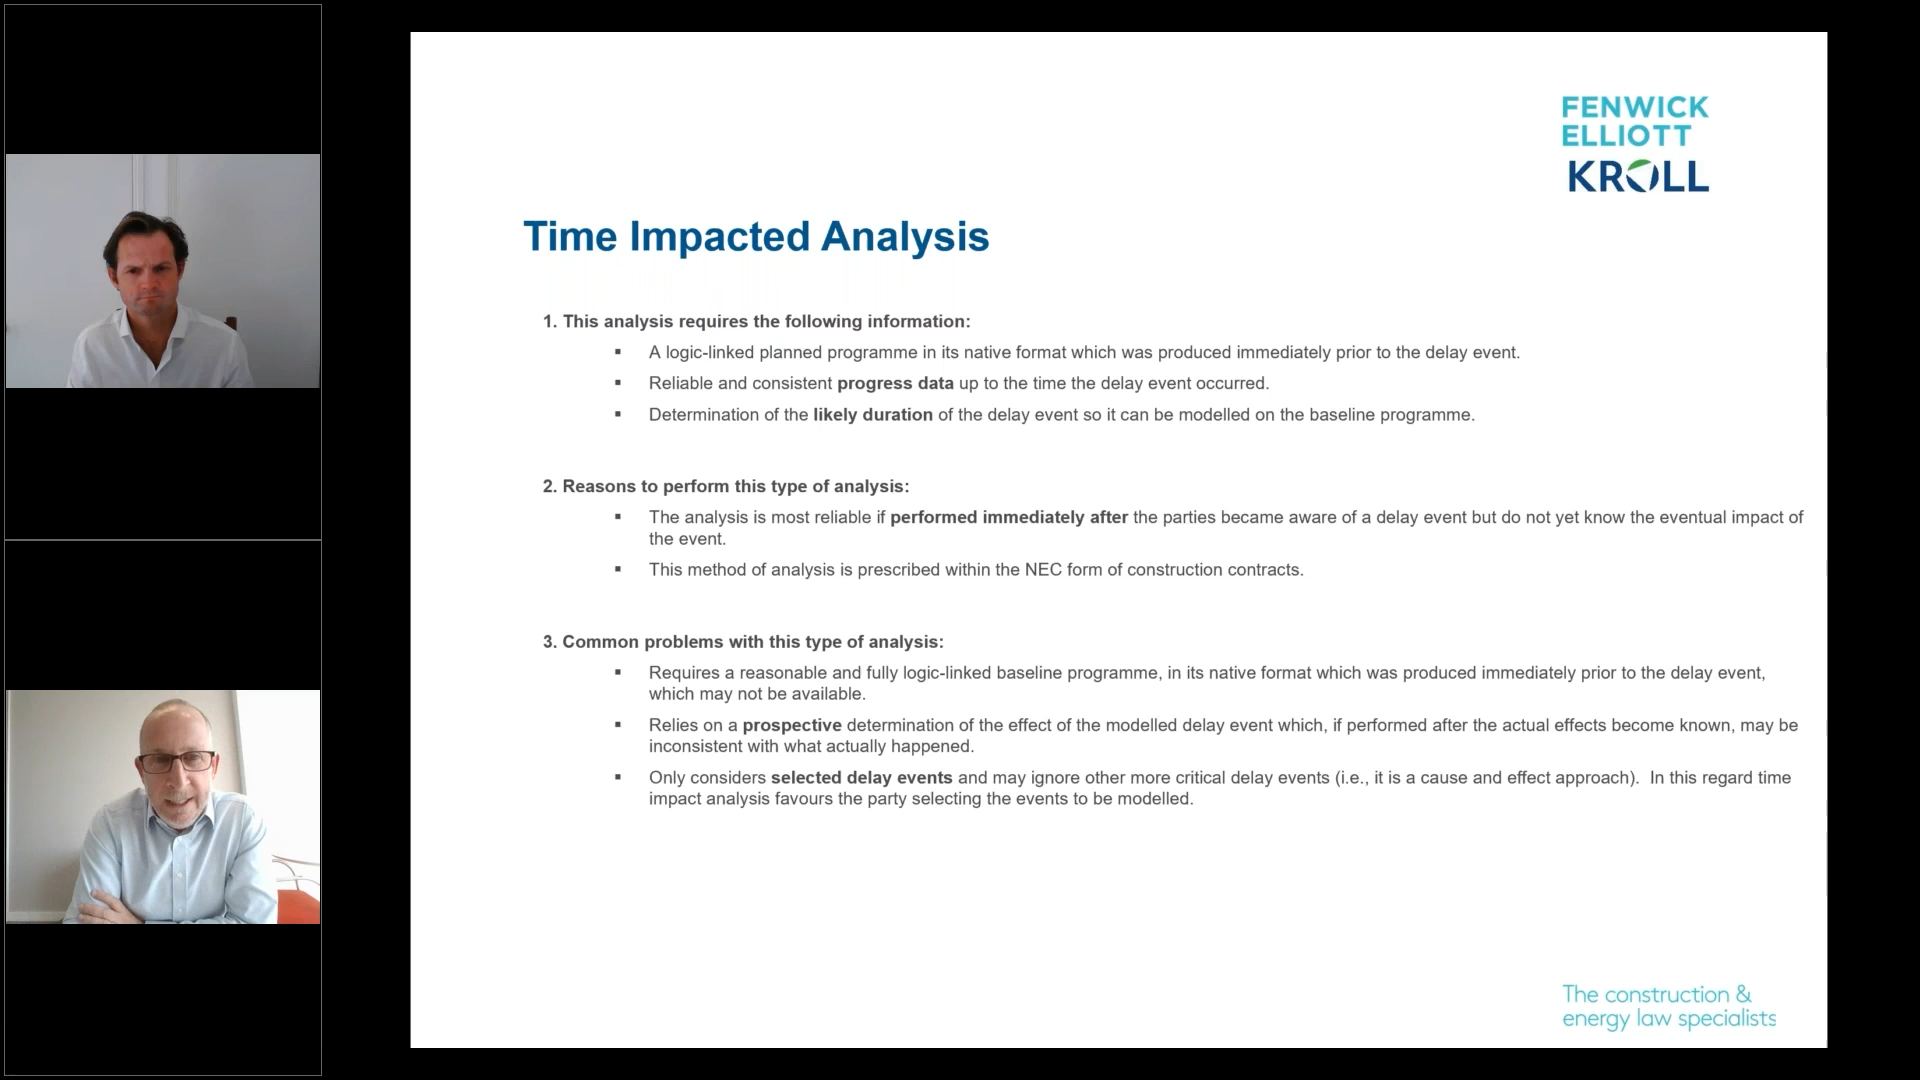 FENWICK
ELLIOTT
KROLL
Time Impacted Analysis
1. This analysis requires the following information:
▪ A logic-linked planned programme in its native format which was produced immediately prior to the delay event.
▪ Reliable and consistent progress data up to the time the delay event occurred.
▪ Determination of the likely duration of the delay event so it can be modelled on the baseline programme.
2. Reasons to perform this type of analysis:
▪ The analysis is most reliable if performed immediately after the parties became aware of a delay event but do not yet know the eventual impact of
the event.
▪ This method of analysis is prescribed within the NEC form of construction contracts.
3. Common problems with this type of analysis:
▪ Requires a reasonable and fully logic-linked baseline programme, in its native format which was produced immediately prior to the delay event,
which may not be available.
▪ Relies on a prospective determination of the effect of the modelled delay event which, if performed after the actual effects become known, may be
inconsistent with what actually happened.
▪ Only considers selected delay events and may ignore other more critical delay events (i.e., it is a cause and effect approach).  In this regard time
impact analysis favours the party selecting the events to be modelled.
The construction &
energy law specialists